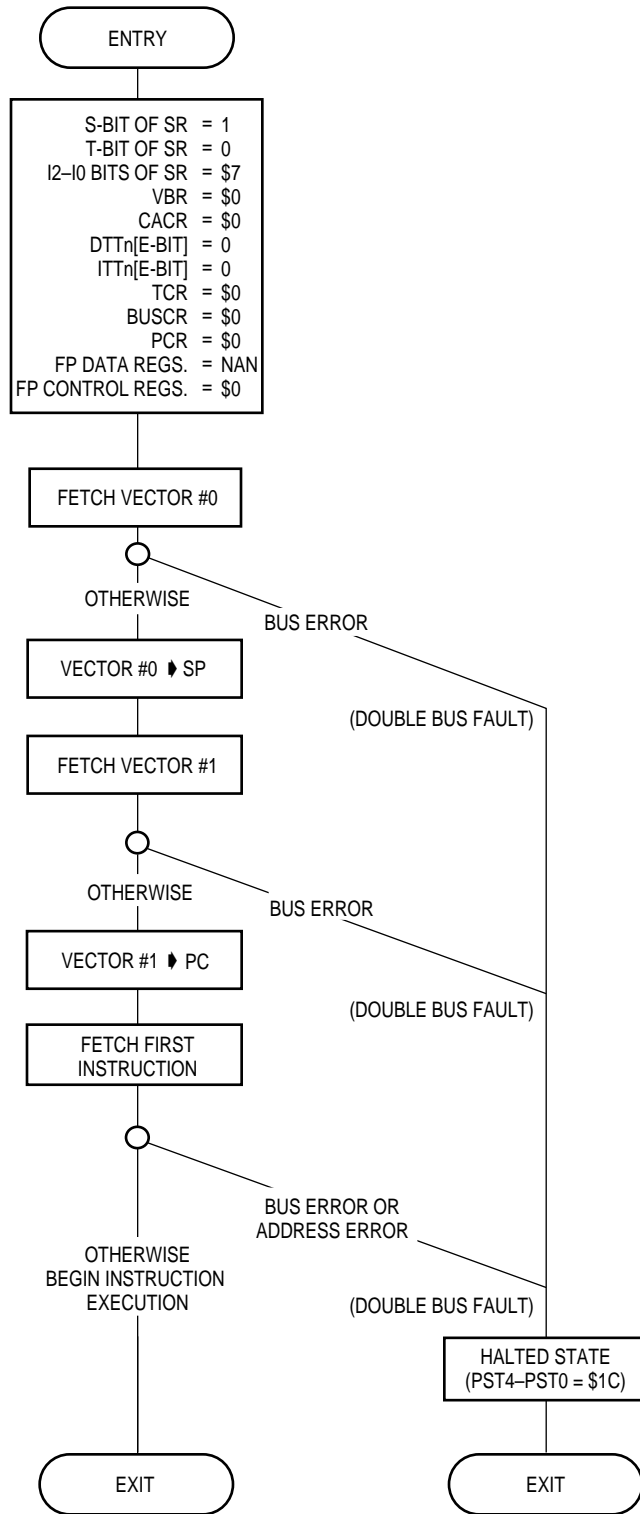 ENTRY
S-BIT OF SR = 1
T-BIT OF SR = 0
I2–I0 BITS OF SR = $7
VBR = $0
CACR = $0
DTTn[E-BIT] = 0
ITTn[E-BIT] = 0
TCR = $0
BUSCR = $0
PCR = $0
FP DATA REGS. = NAN
FP CONTROL REGS. = $0
FETCH VECTOR #0
OTHERWISE
BUS ERROR
VECTOR #0 ➧ SP
(DOUBLE BUS FAULT)
FETCH VECTOR #1
OTHERWISE
BUS ERROR
VECTOR #1 ➧ PC
(DOUBLE BUS FAULT)
FETCH FIRST
INSTRUCTION
BUS ERROR OR
ADDRESS ERROR
OTHERWISE
BEGIN INSTRUCTION
EXECUTION
(DOUBLE BUS FAULT)
HALTED STATE
(PST4–PST0 = $1C)
EXIT
EXIT